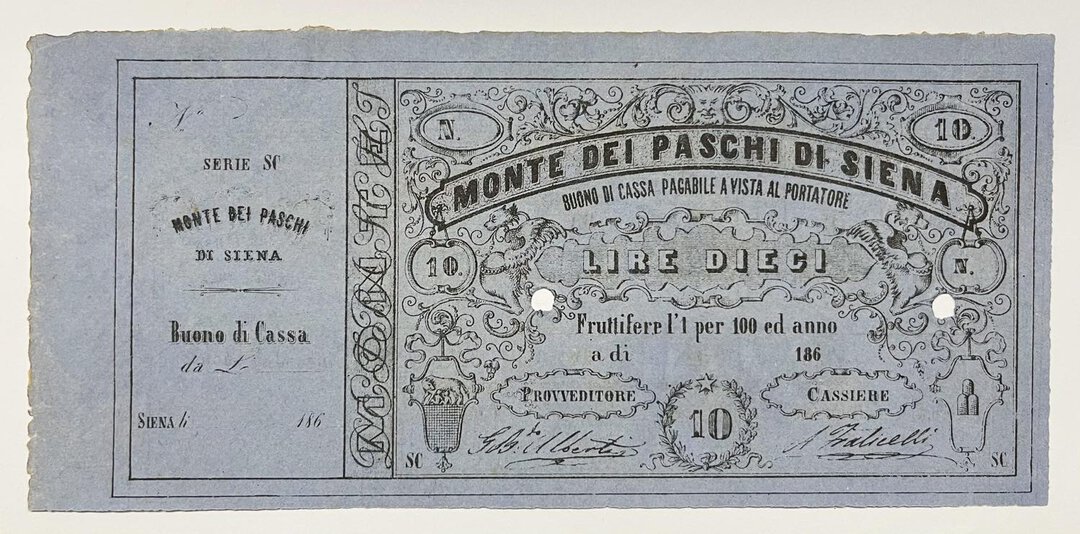 N.°
SERIE SC
MONTE DEI PASCHI
DI SIENA
Buono di Cassa
da L.
SIENA li 186
N. 10.
MONTE DEI PASCHI DI SIENA
BUONO DI CASSA PAGABILE A VISTA AL PORTATORE
10. LIRE DIECI N.
Fruttifere l'1 per 100 ed anno
a dì 186
PROVVEDITORE CASSIERE
10
SC SC